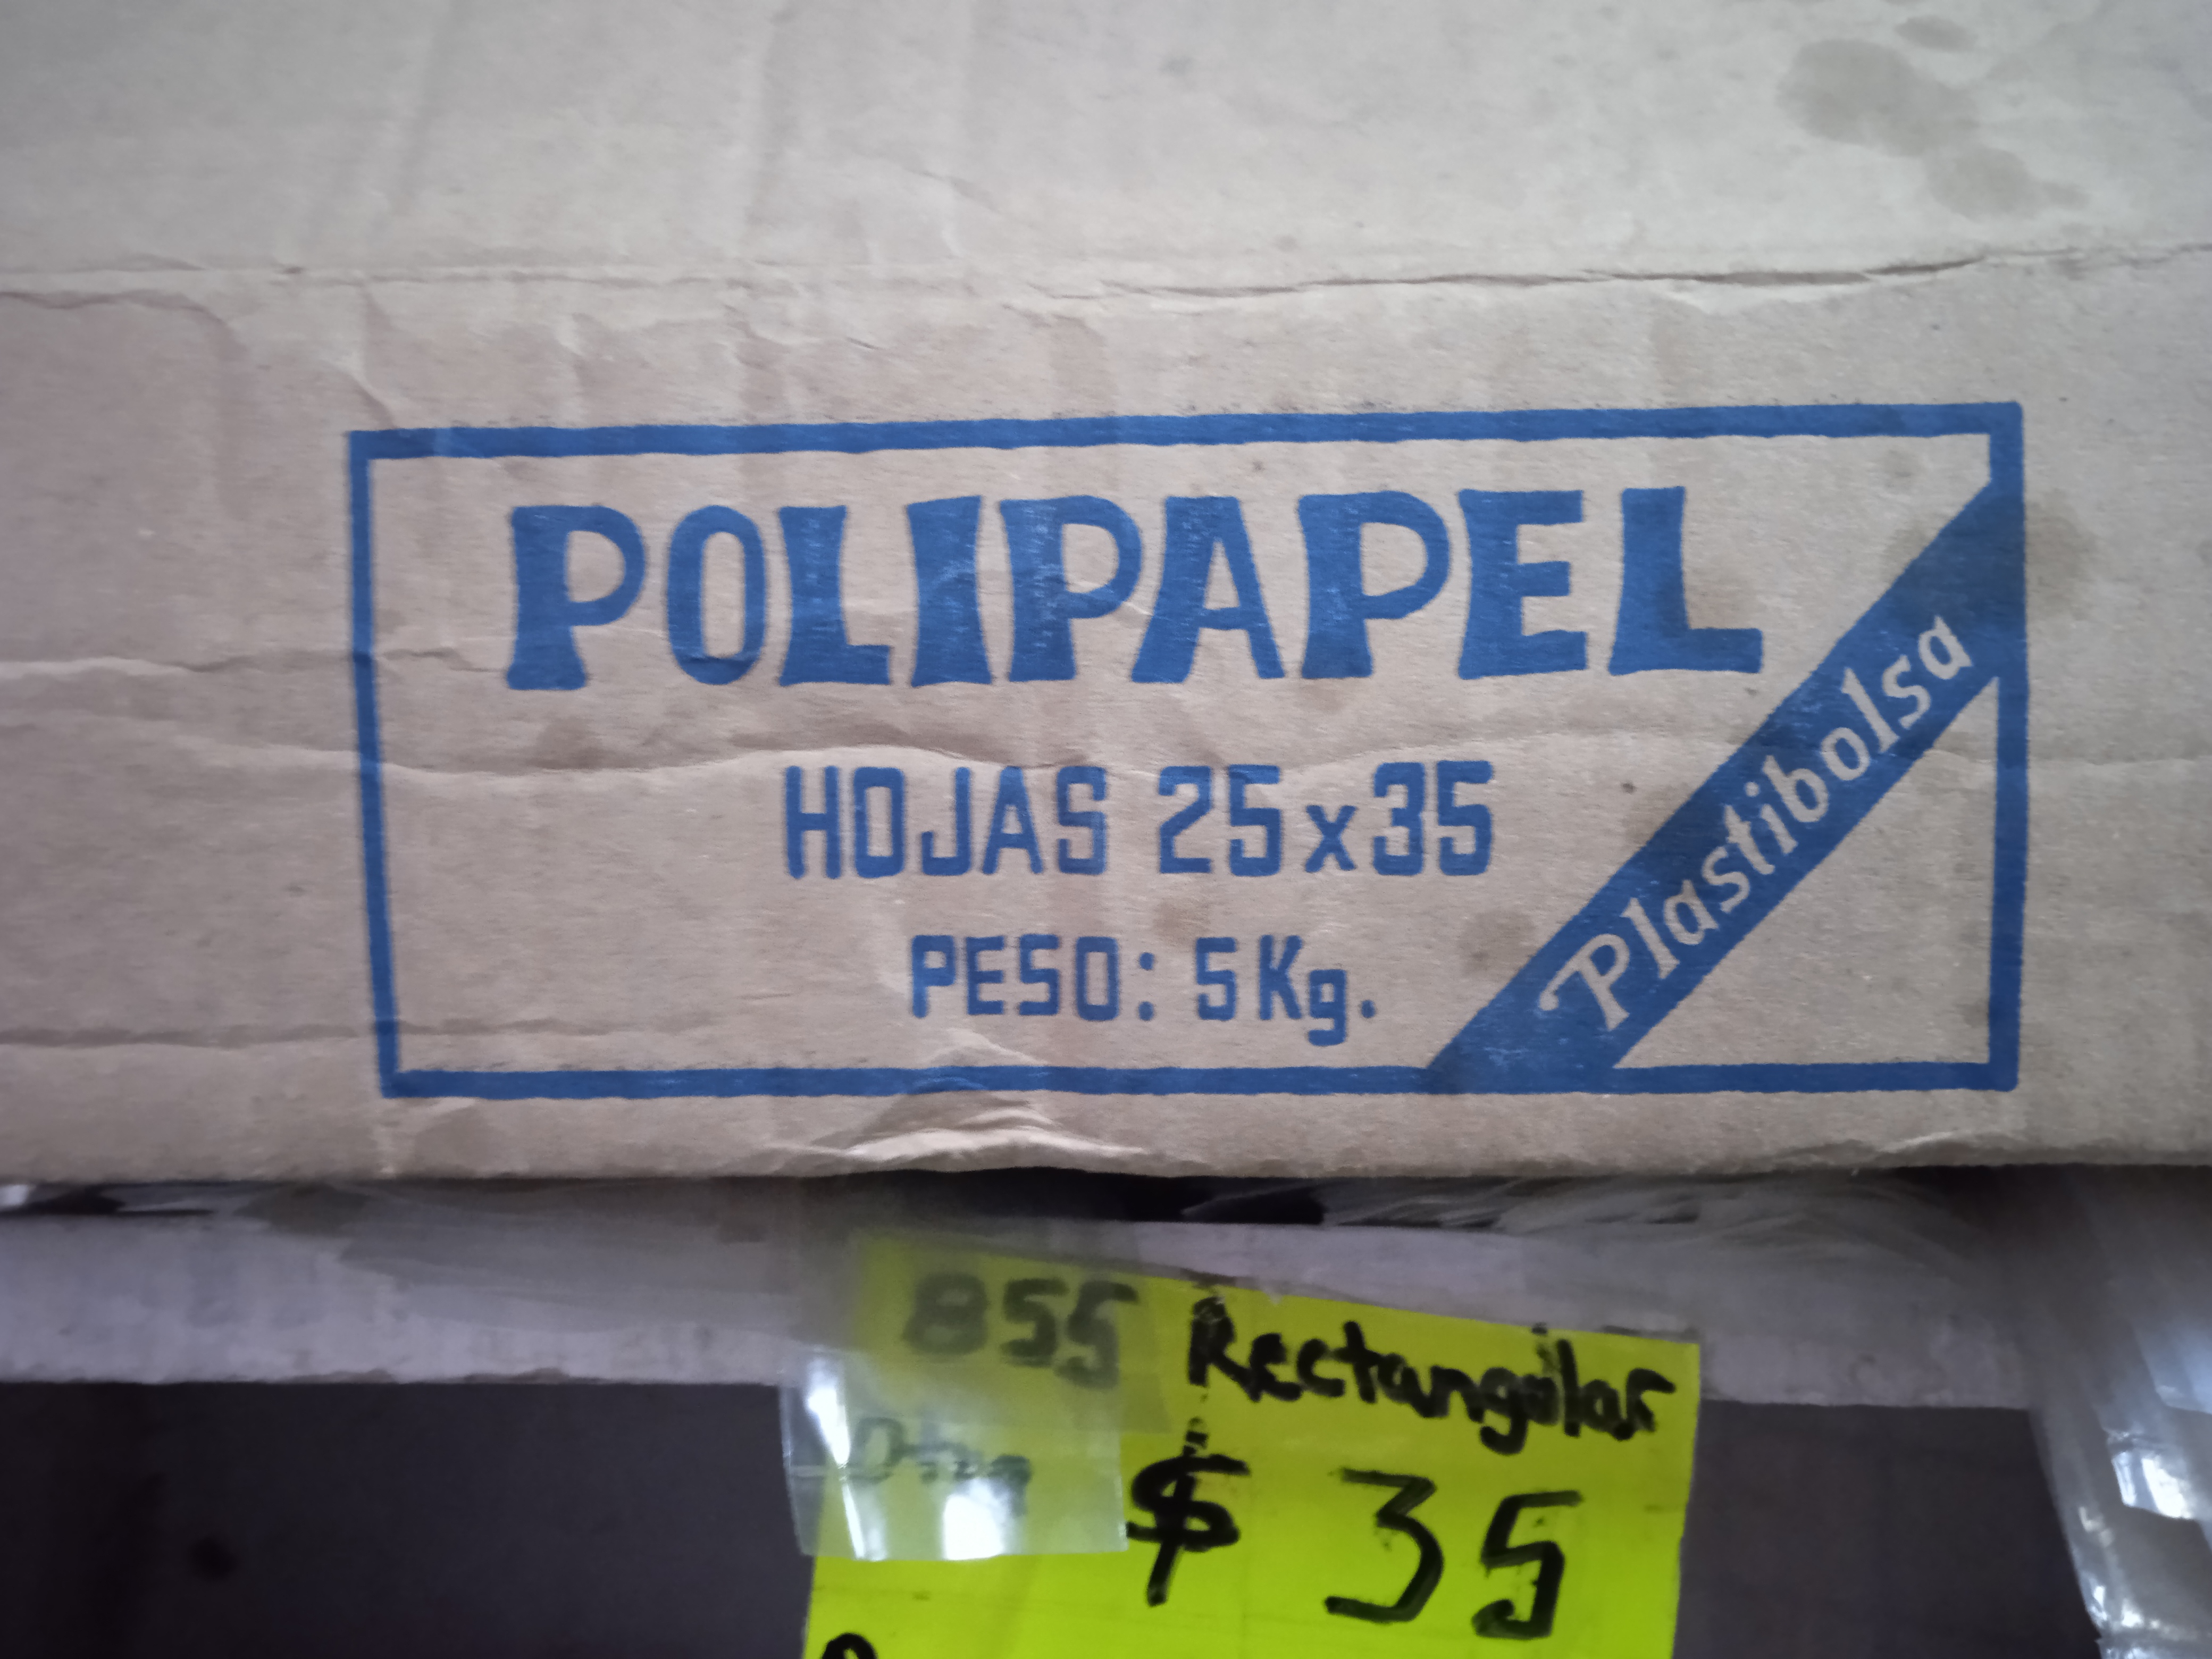 POLIPAPEL
HOJAS 25x35
PESO: 5Kg.
Plastibolsa
855 Rectangular
$ 35